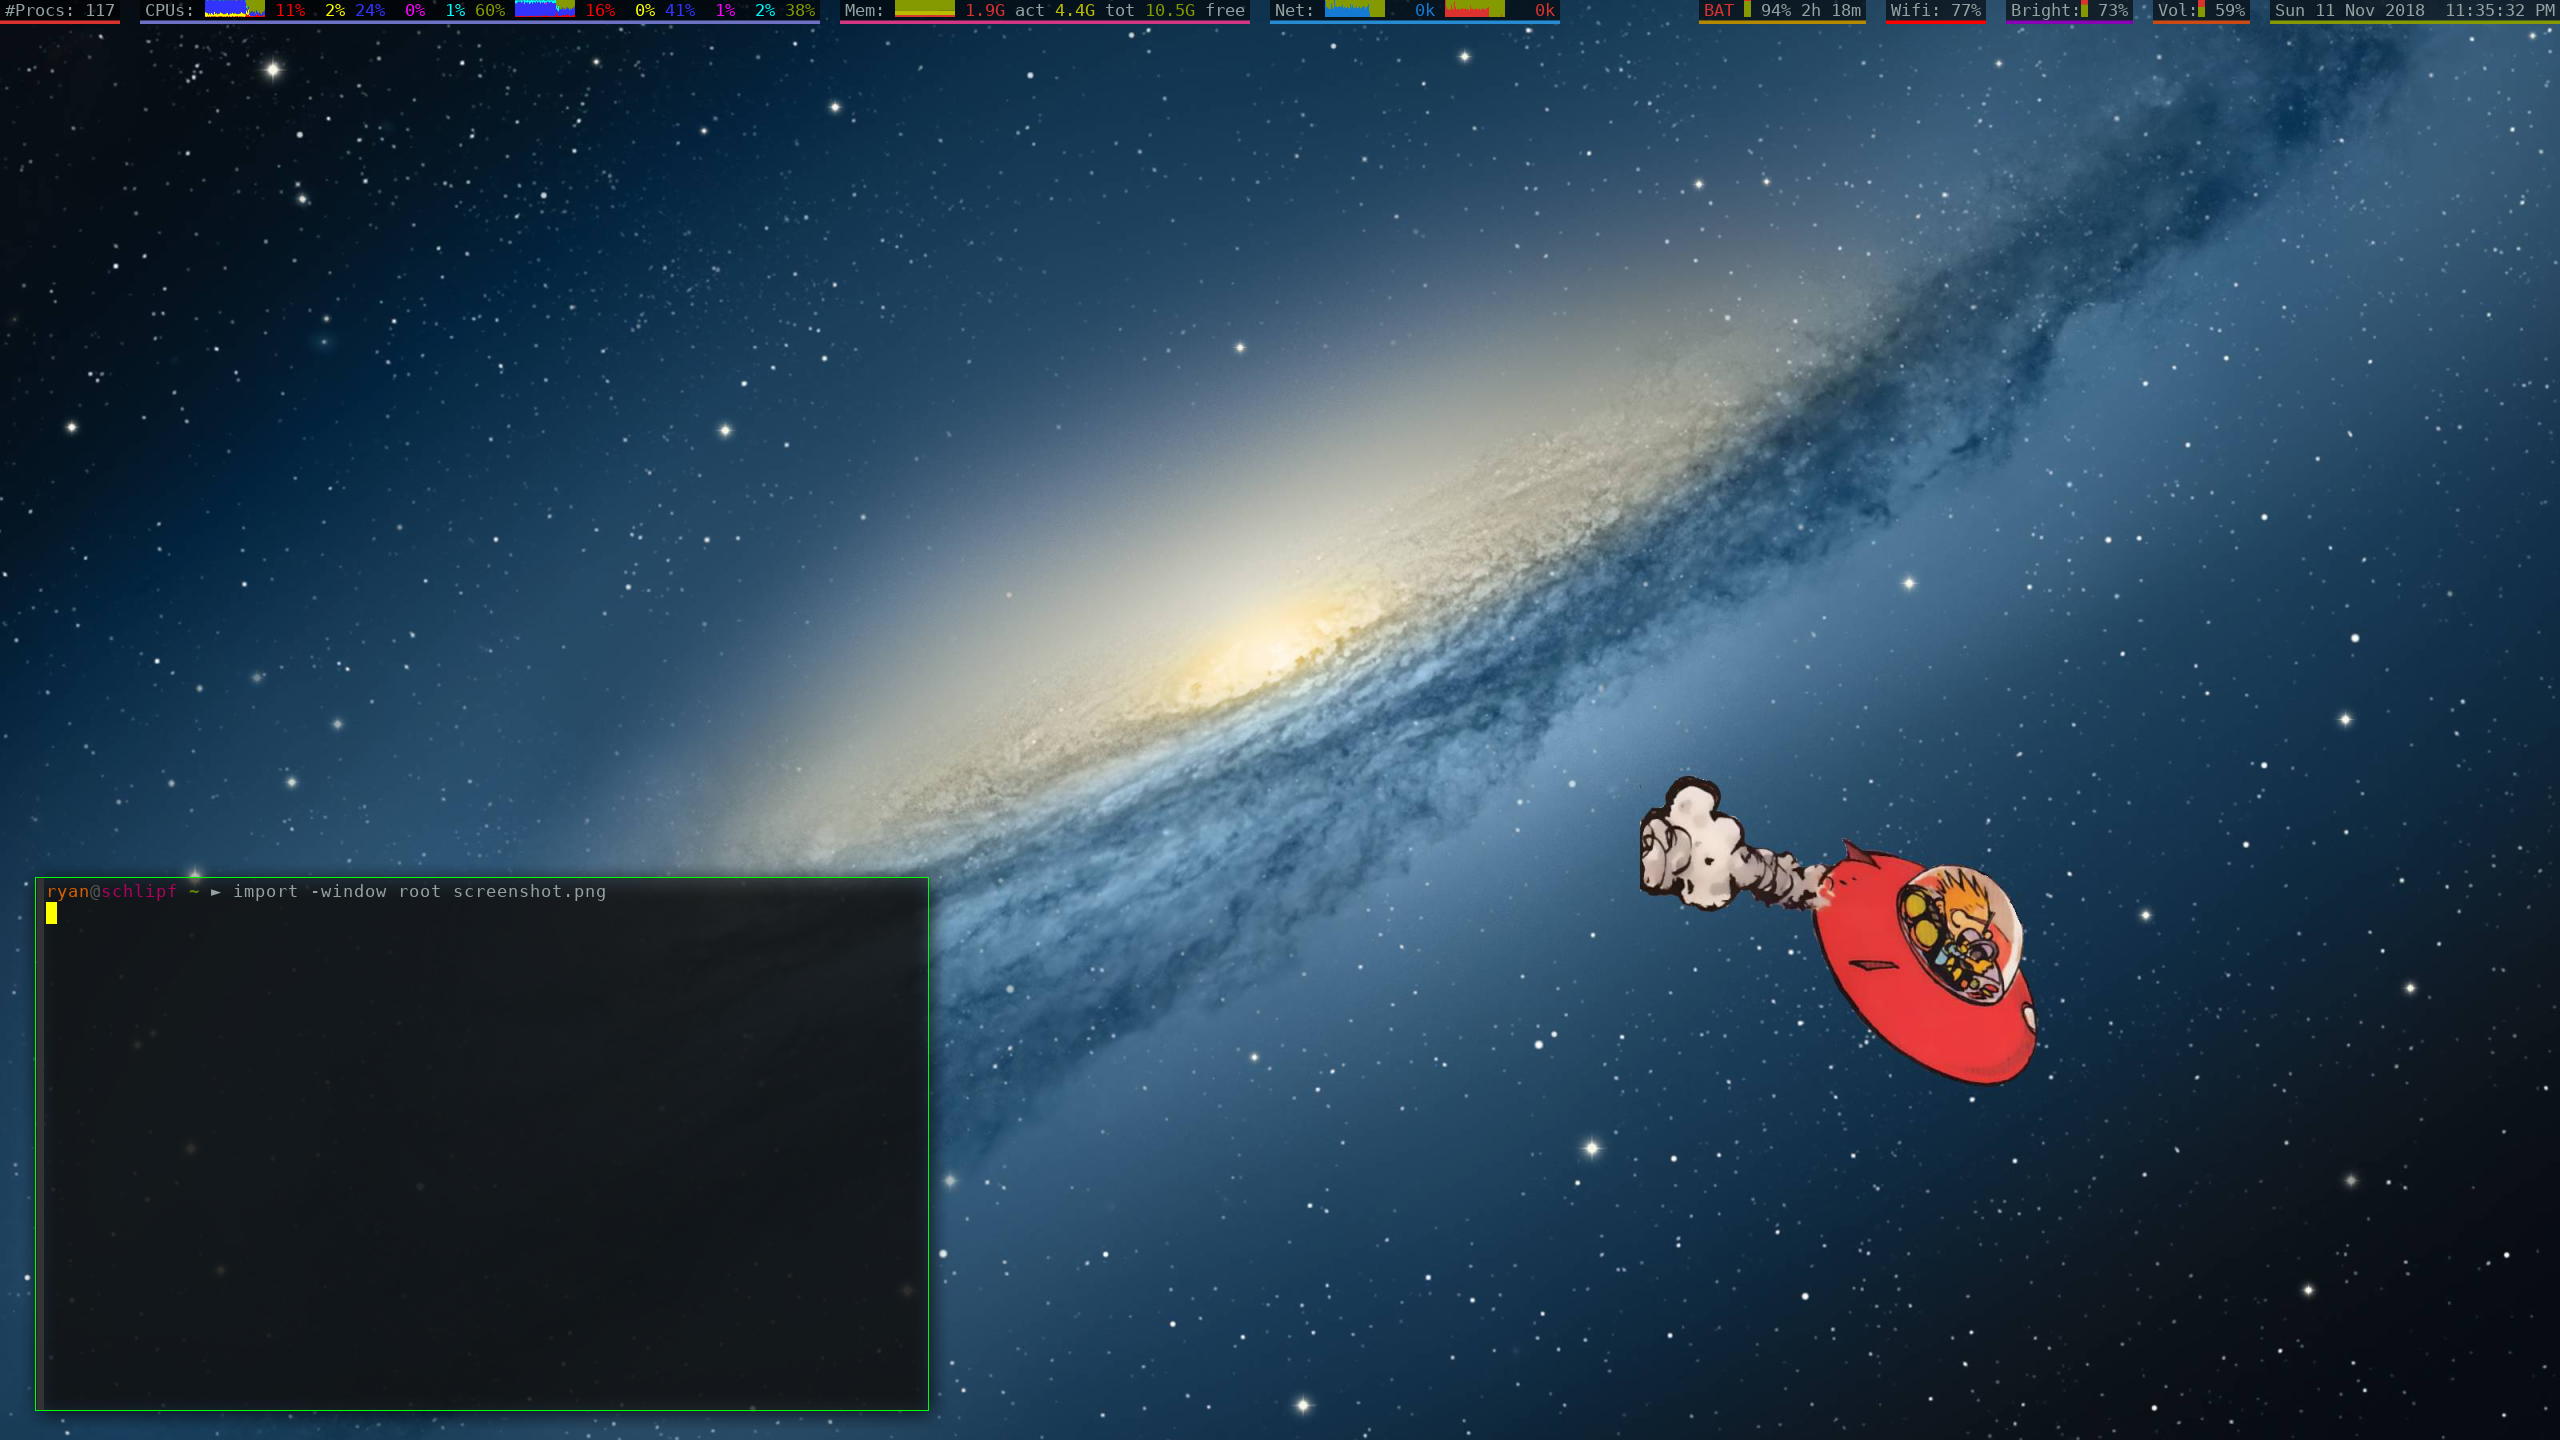 #Procs: 117 CPUs: 11% 2% 24% 0% 1% 60% 16% 0% 41% 1% 2% 38% Mem: 1.9G act 4.4G tot 10.5G free Net: 0k 0k BAT 94% 2h 18m Wifi: 77% Bright: 73% Vol: 59% Sun 11 Nov 2018 11:35:32 PM
ryan@schlipf ~ ► import -window root screenshot.png